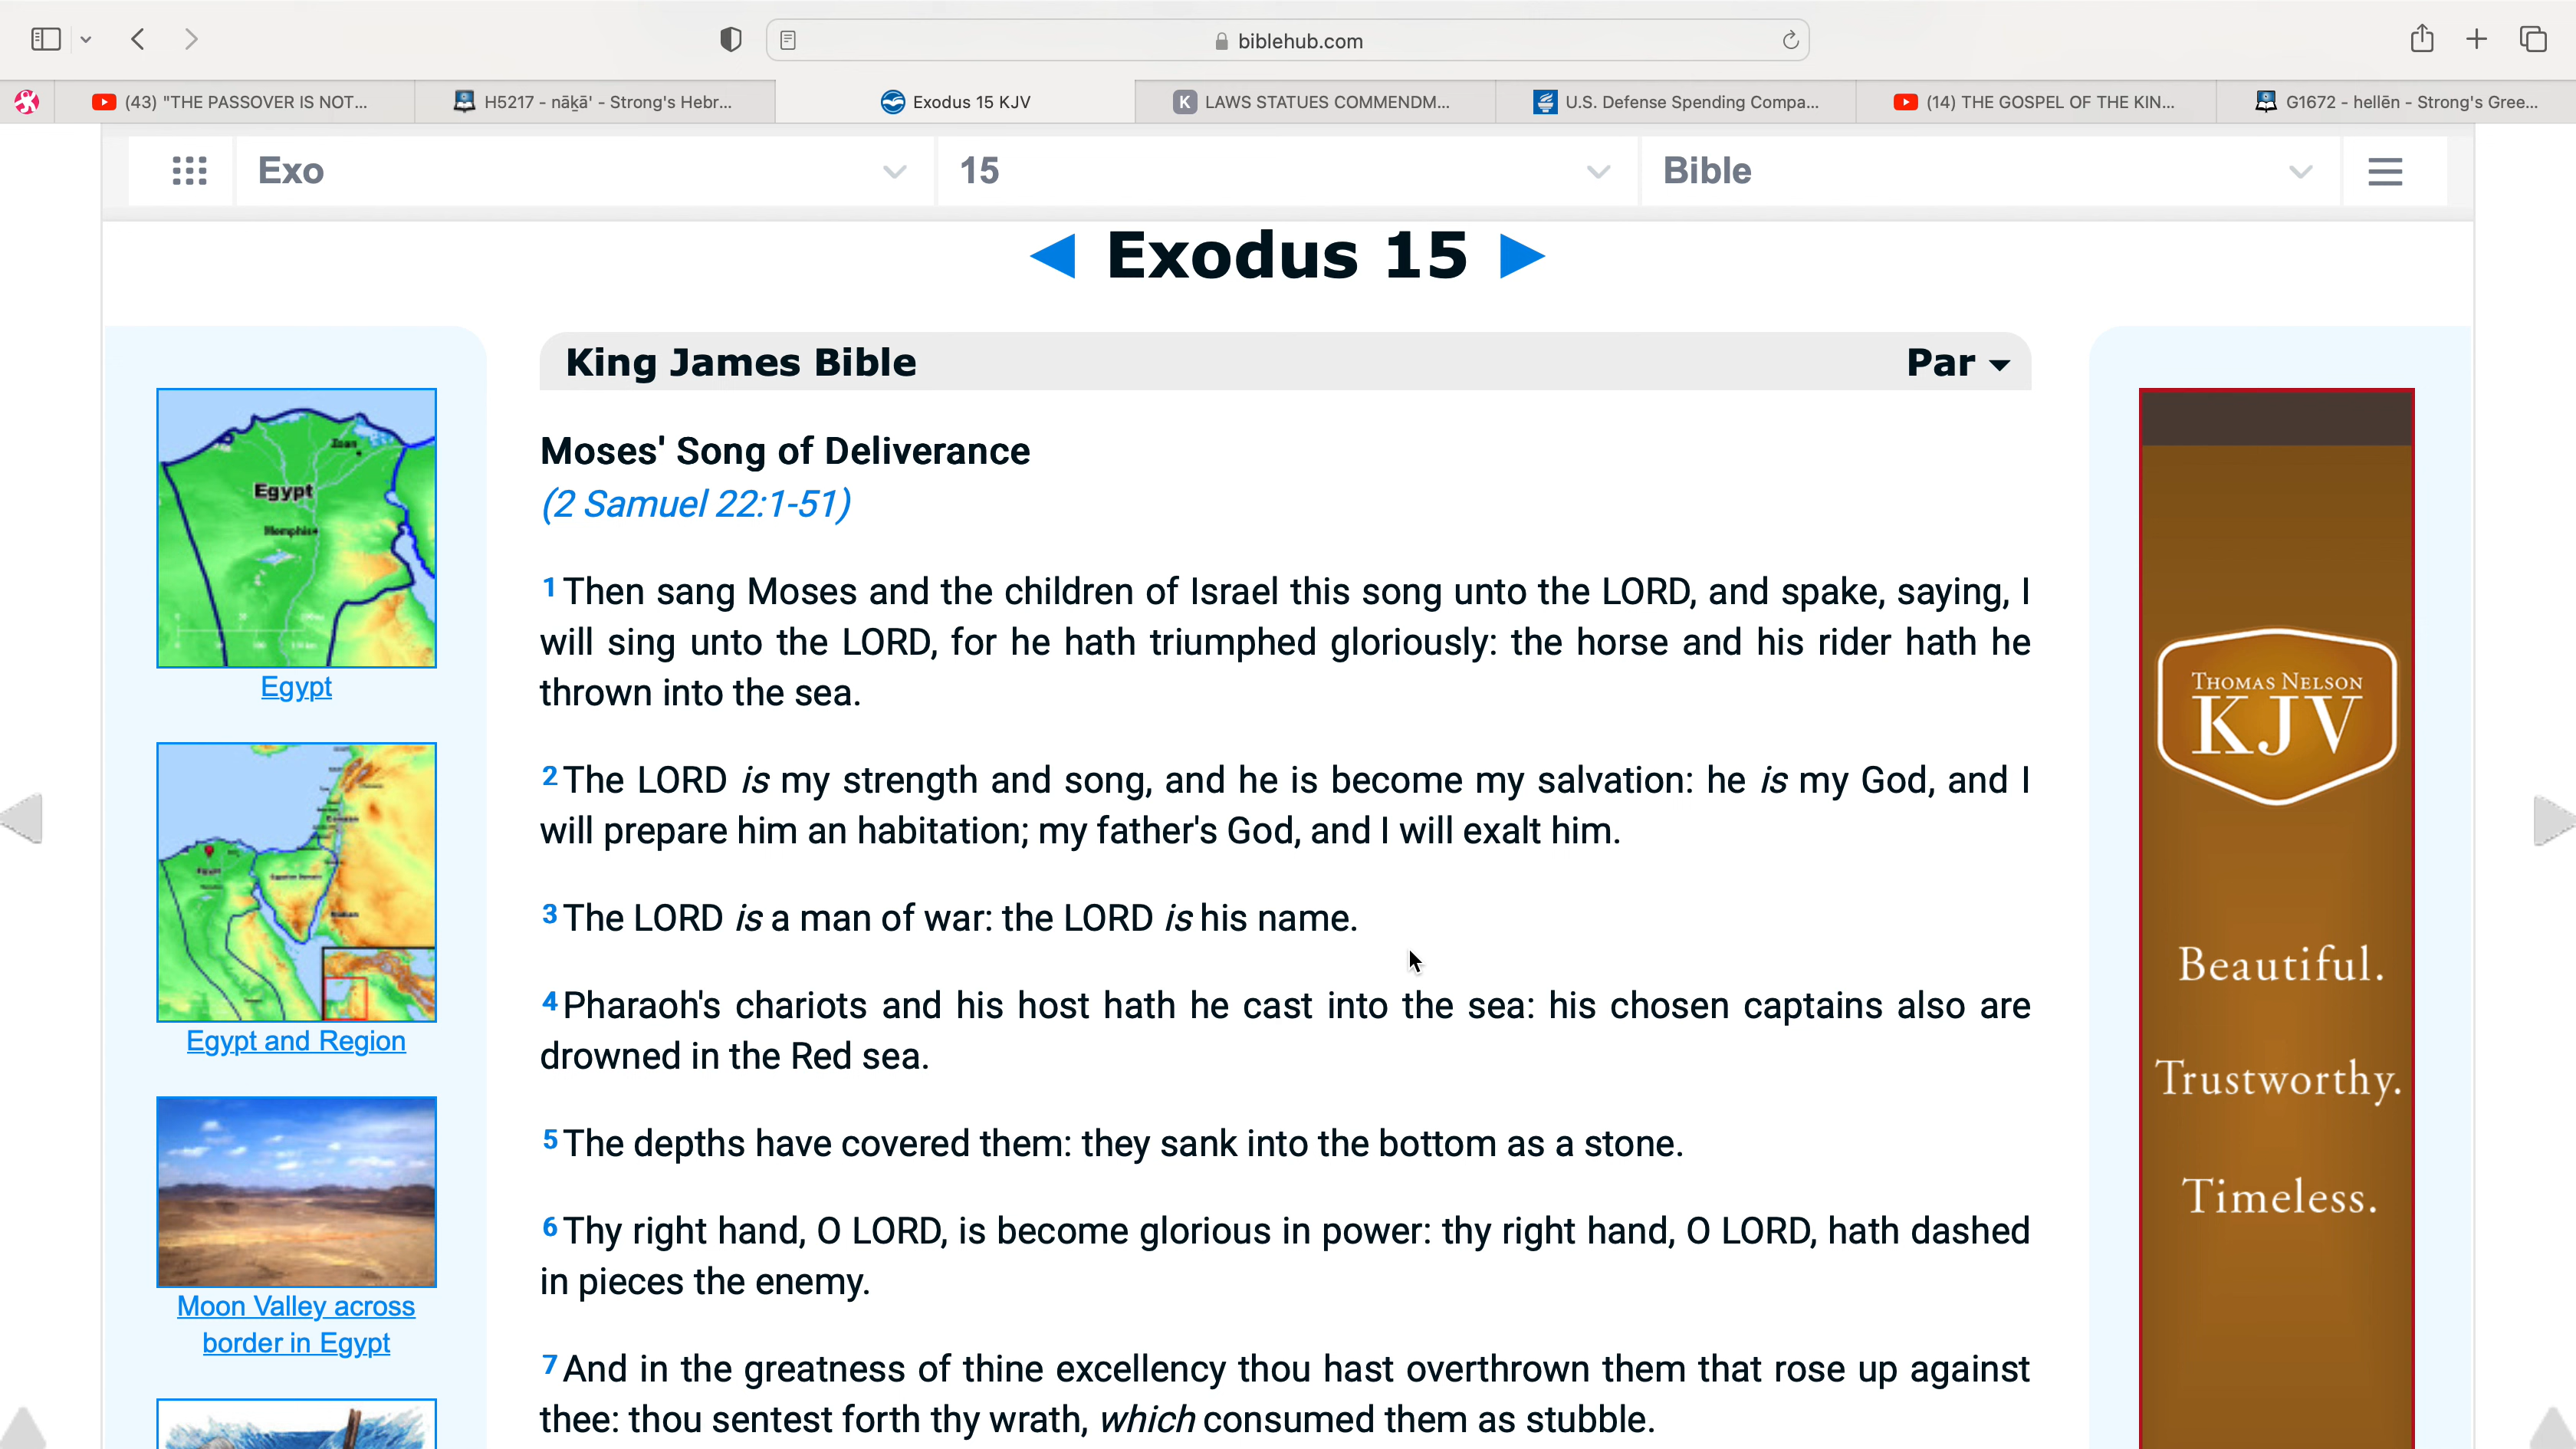 biblehub.com
(43) "THE PASSOVER IS NOT...
H5217 - nāḵā' - Strong's Hebr...
Exodus 15 KJV
K
LAWS STATUES COMMENDM...
U.S. Defense Spending Compa...
(14) THE GOSPEL OF THE KIN...
G1672 - hellēn - Strong's Gree...
Exo
15
Bible
Exodus 15
King James Bible
Par
Moses' Song of Deliverance
(2 Samuel 22:1-51)
1 Then sang Moses and the children of Israel this song unto the LORD, and spake, saying, I
will sing unto the LORD, for he hath triumphed gloriously: the horse and his rider hath he
thrown into the sea.
2 The LORD is my strength and song, and he is become my salvation: he is my God, and I
will prepare him an habitation; my father's God, and I will exalt him.
3 The LORD is a man of war: the LORD is his name.
4 Pharaoh's chariots and his host hath he cast into the sea: his chosen captains also are
drowned in the Red sea.
5 The depths have covered them: they sank into the bottom as a stone.
6 Thy right hand, O LORD, is become glorious in power: thy right hand, O LORD, hath dashed
in pieces the enemy.
7 And in the greatness of thine excellency thou hast overthrown them that rose up against
thee: thou sentest forth thy wrath, which consumed them as stubble.
Zoan
Egypt
Memphis
Egypt
Egypt and Region
Moon Valley across
border in Egypt
THOMAS NELSON
KJV
Beautiful.
Trustworthy.
Timeless.